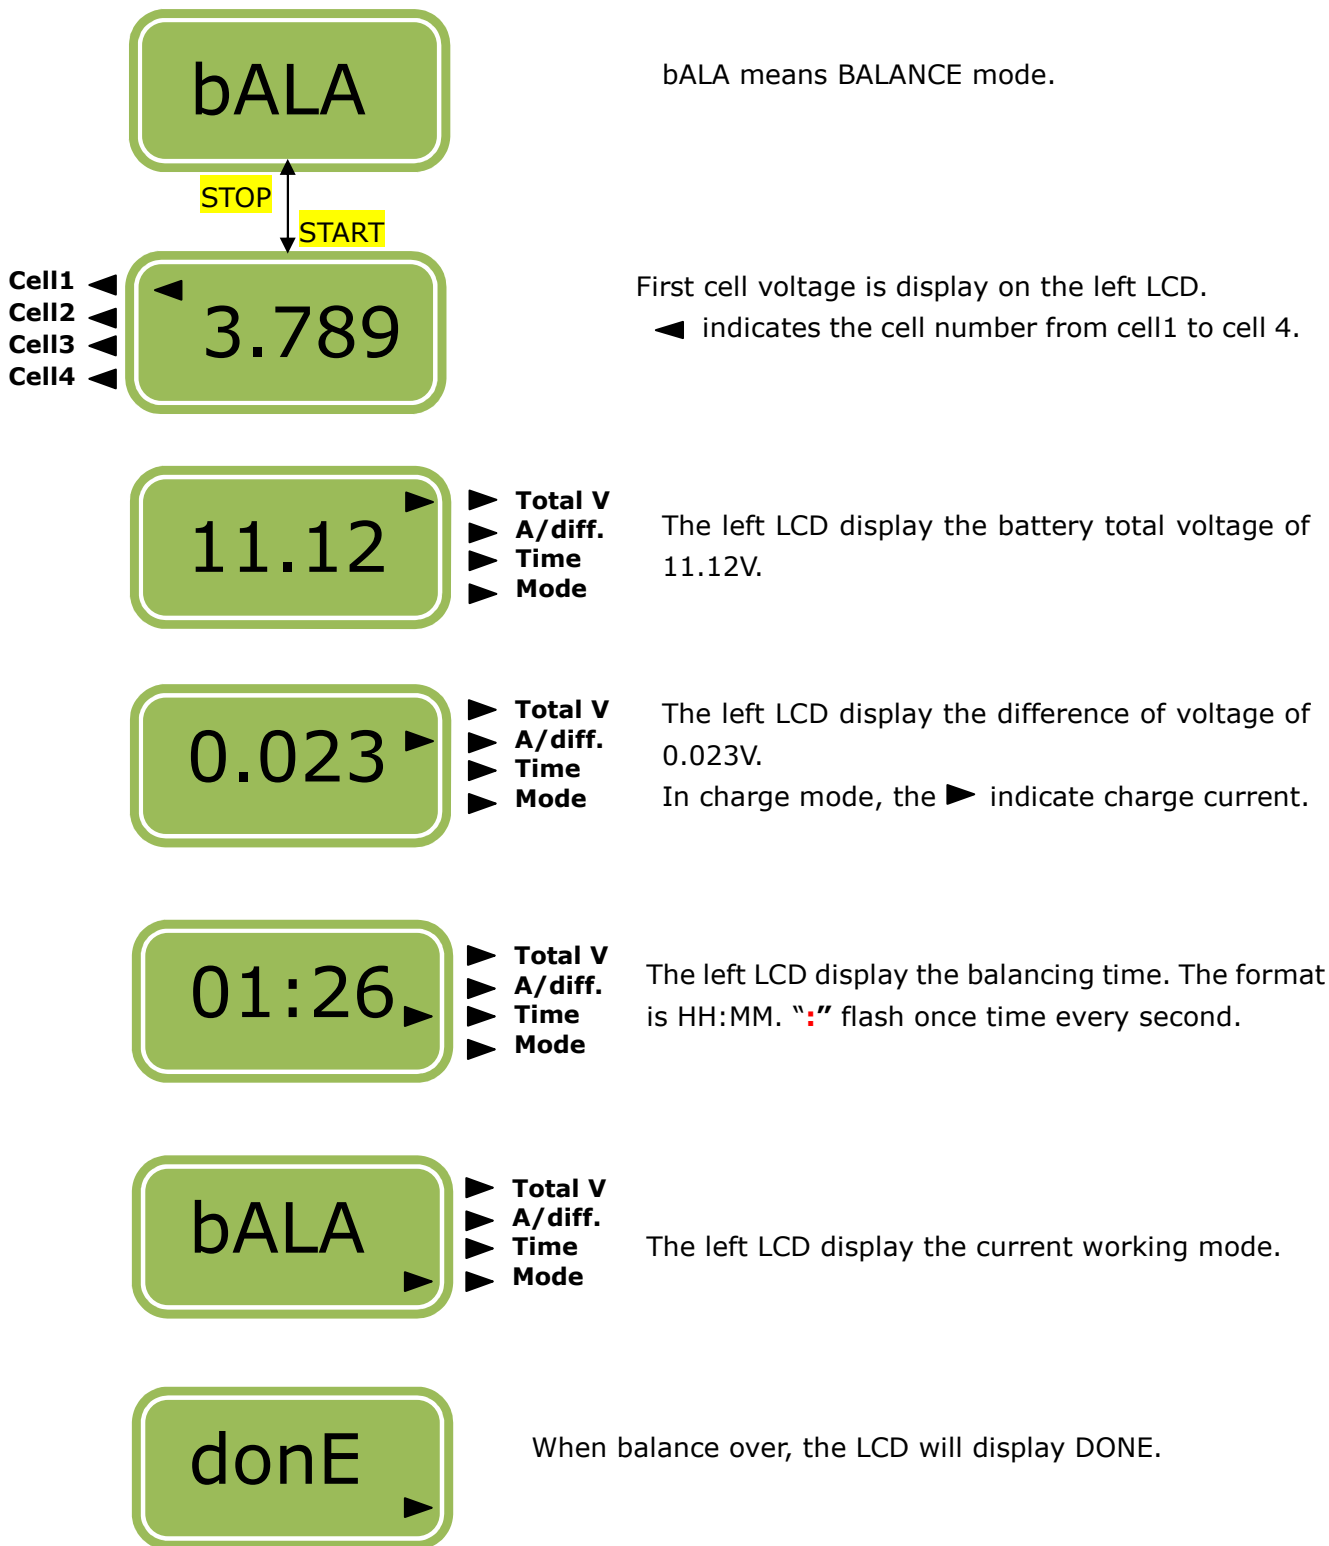 bALA
bALA means BALANCE mode.
STOP
START
Cell1
Cell2
Cell3
Cell4
3.789
First cell voltage is display on the left LCD.
indicates the cell number from cell1 to cell 4.
11.12
Total V
A/diff.
Time
Mode
The left LCD display the battery total voltage of
11.12V.
0.023
Total V
A/diff.
Time
Mode
The left LCD display the difference of voltage of
0.023V.
In charge mode, the ▶ indicate charge current.
01:26
Total V
A/diff.
Time
Mode
The left LCD display the balancing time. The format
is HH:MM. “:” flash once time every second.
bALA
Total V
A/diff.
Time
Mode
The left LCD display the current working mode.
donE
When balance over, the LCD will display DONE.